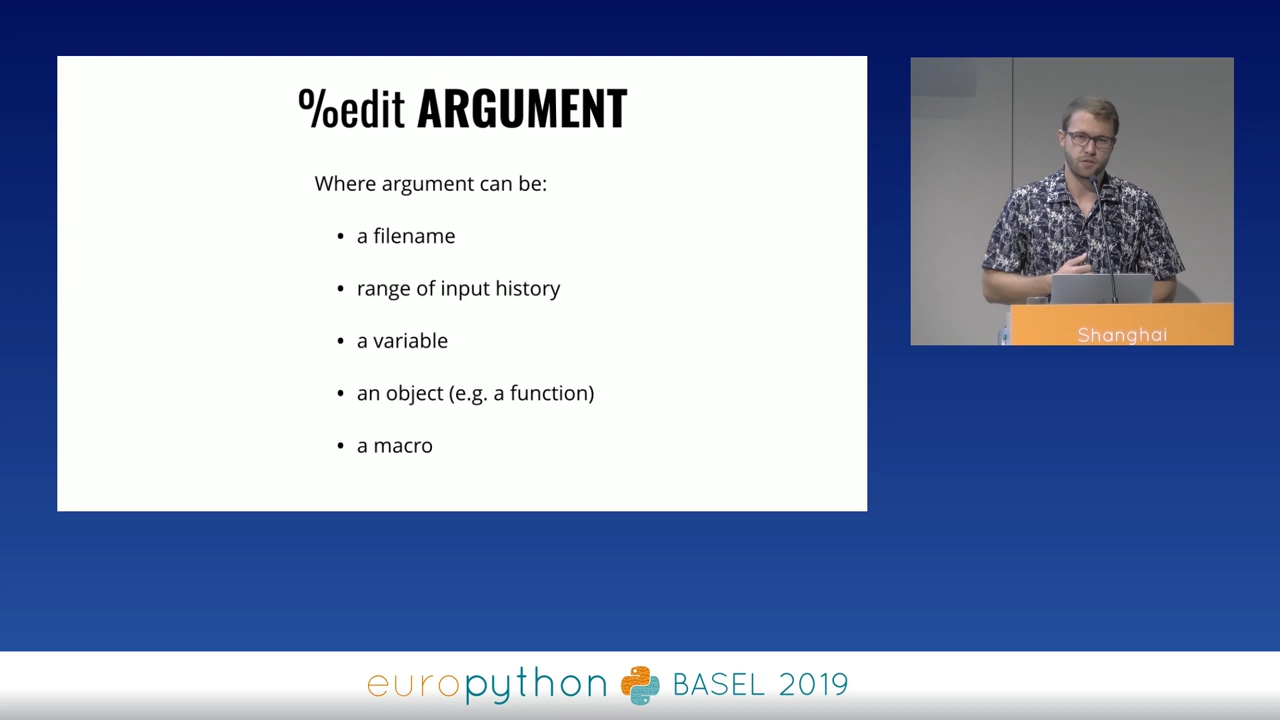 %edit ARGUMENT
Where argument can be:
• a filename
• range of input history
• a variable
• an object (e.g. a function)
• a macro
Shanghai
europython BASEL 2019